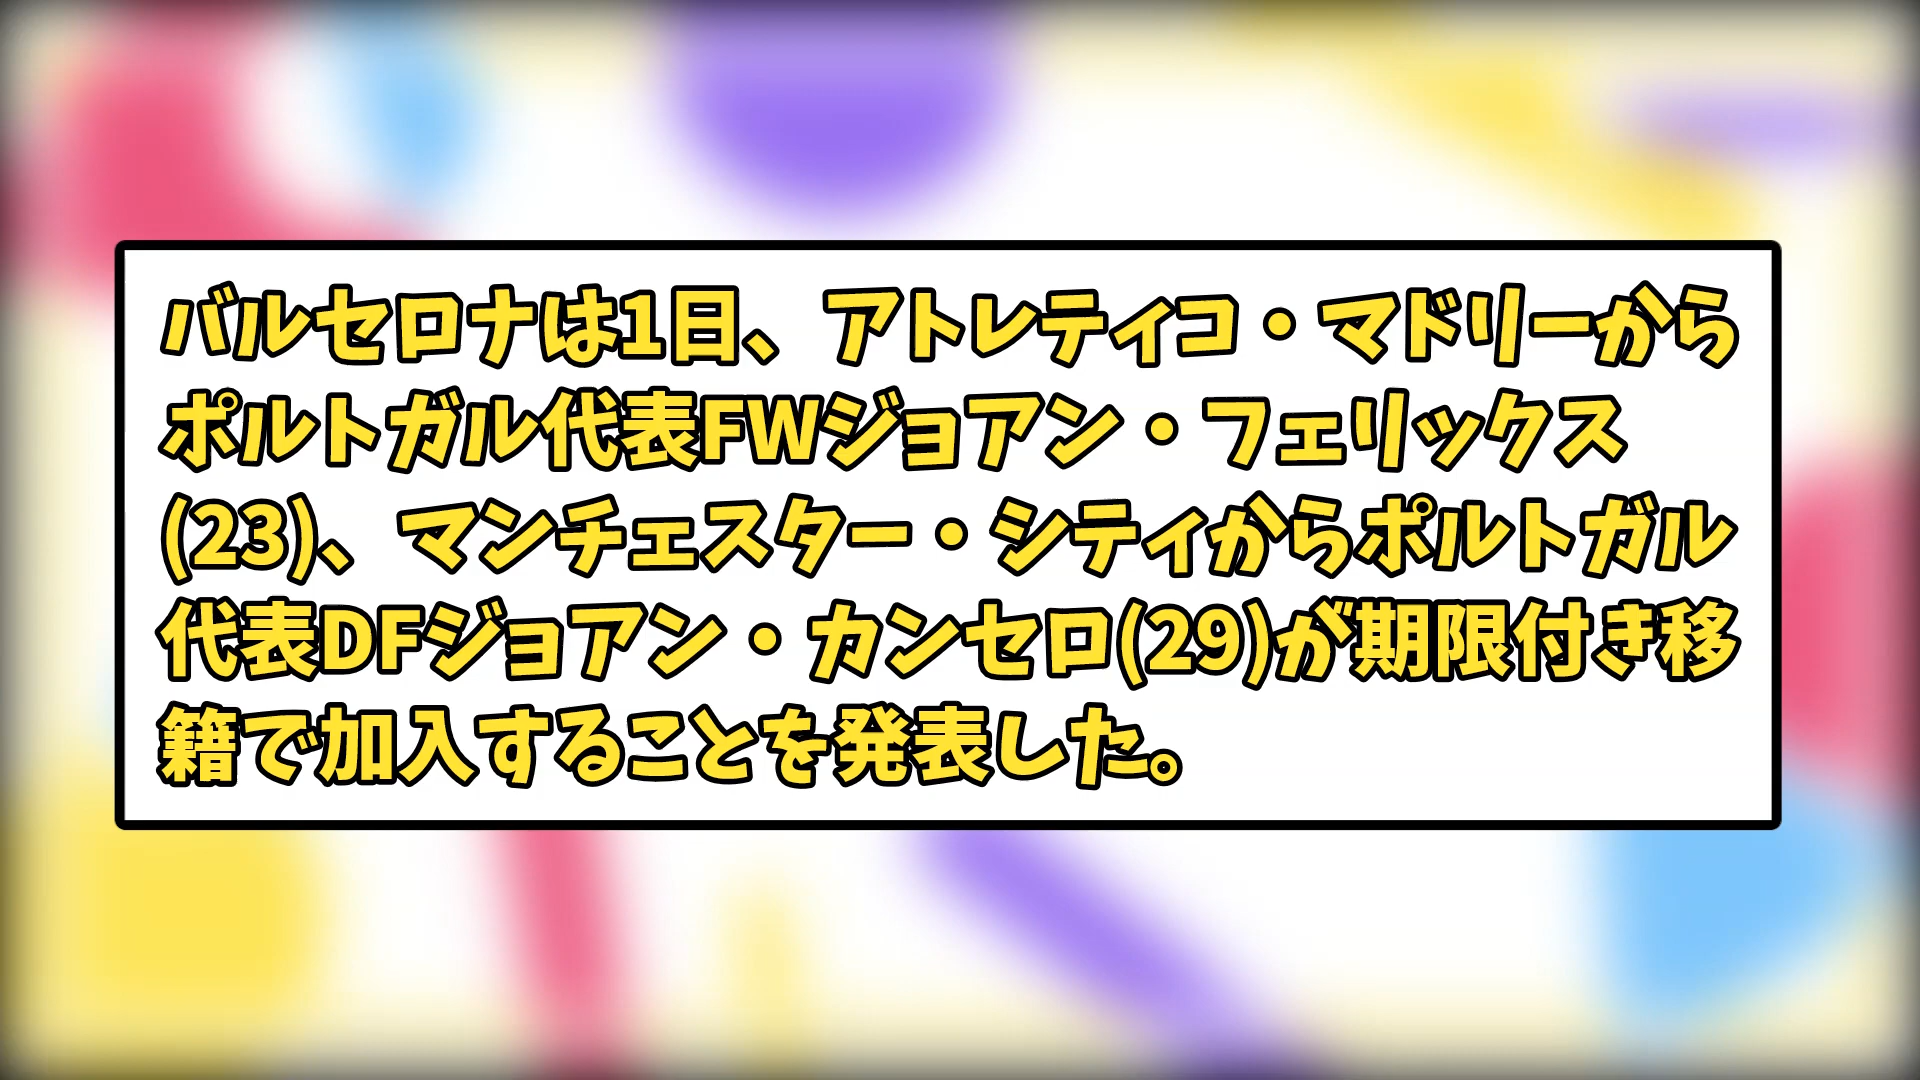 バルセロナは1日、アトレティコ・マドリーから
ポルトガル代表FWジョアン・フェリックス
(23)、マンチェスター・シティからポルトガル
代表DFジョアン・カンセロ(29)が期限付き移
籍で加入することを発表した。